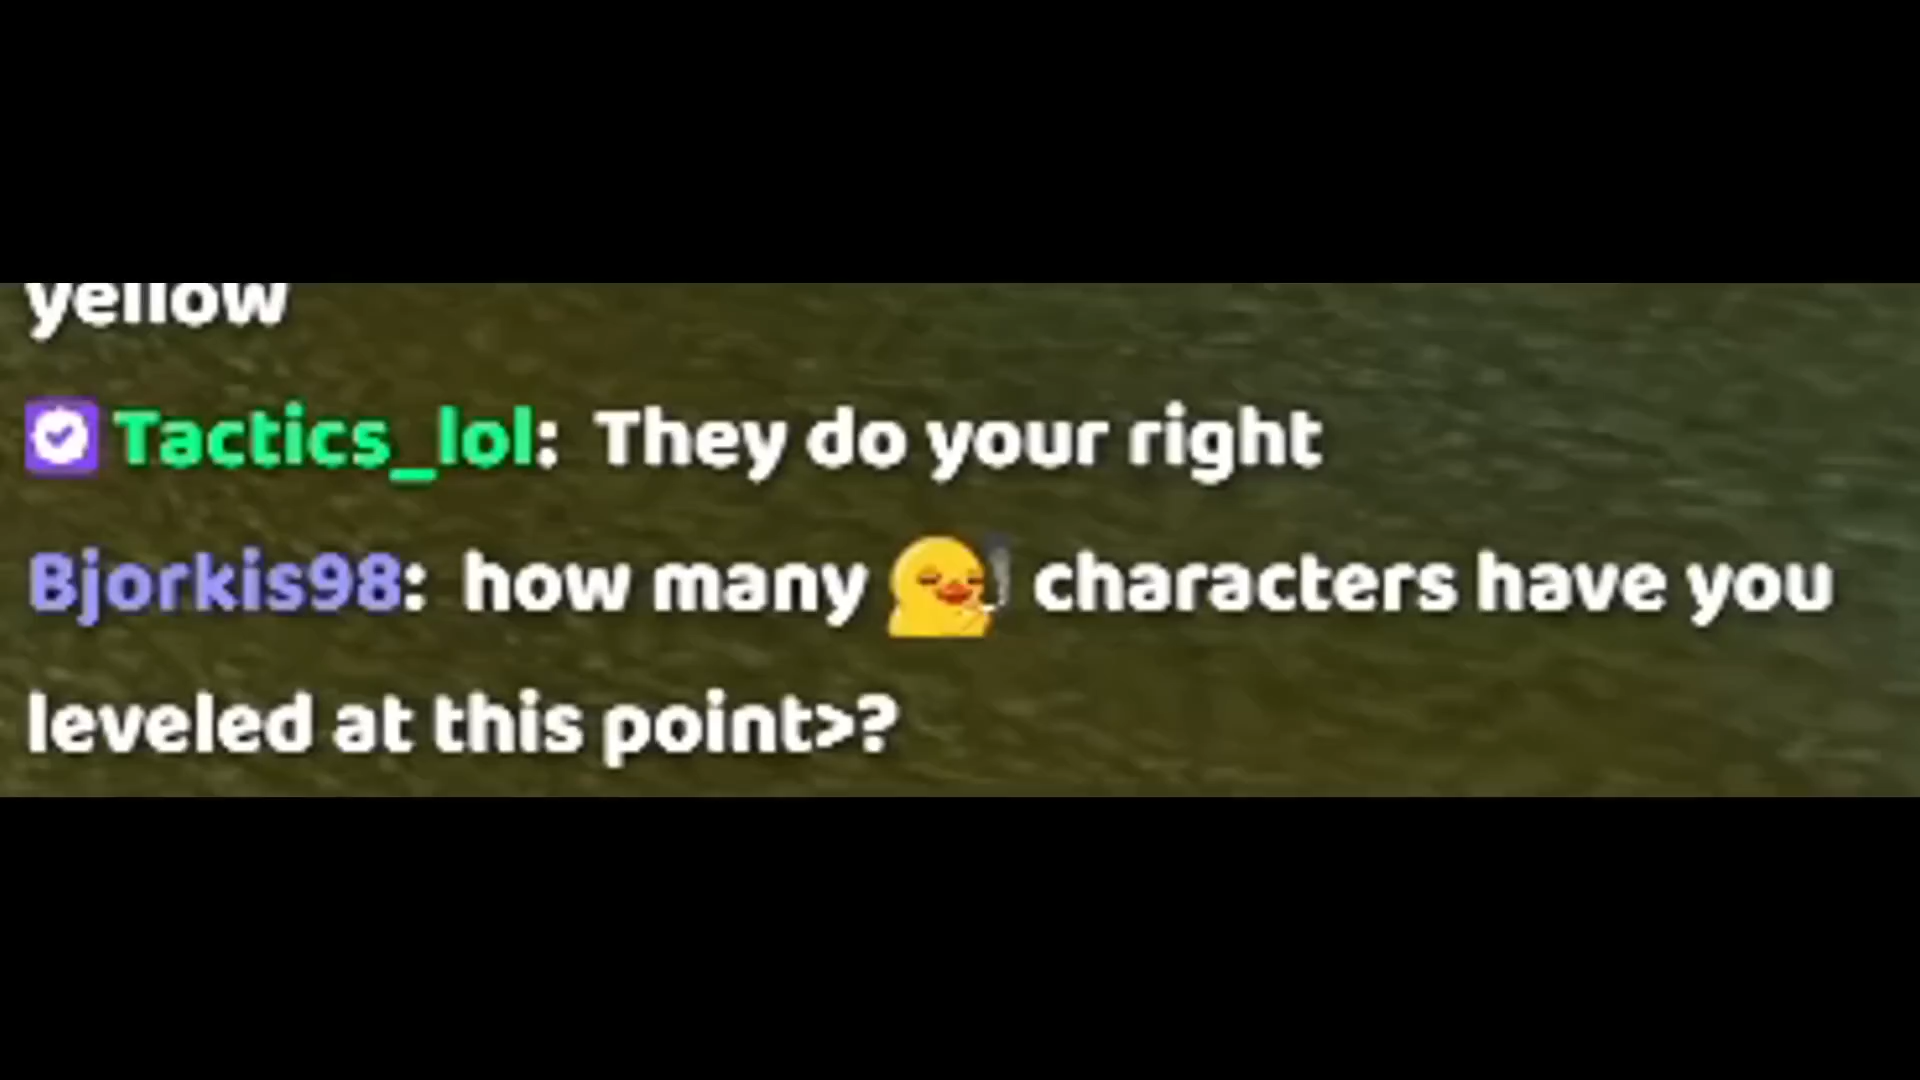 yellow
Tactics_lol: They do your right
Bjorkis98: how many characters have you
leveled at this point>?